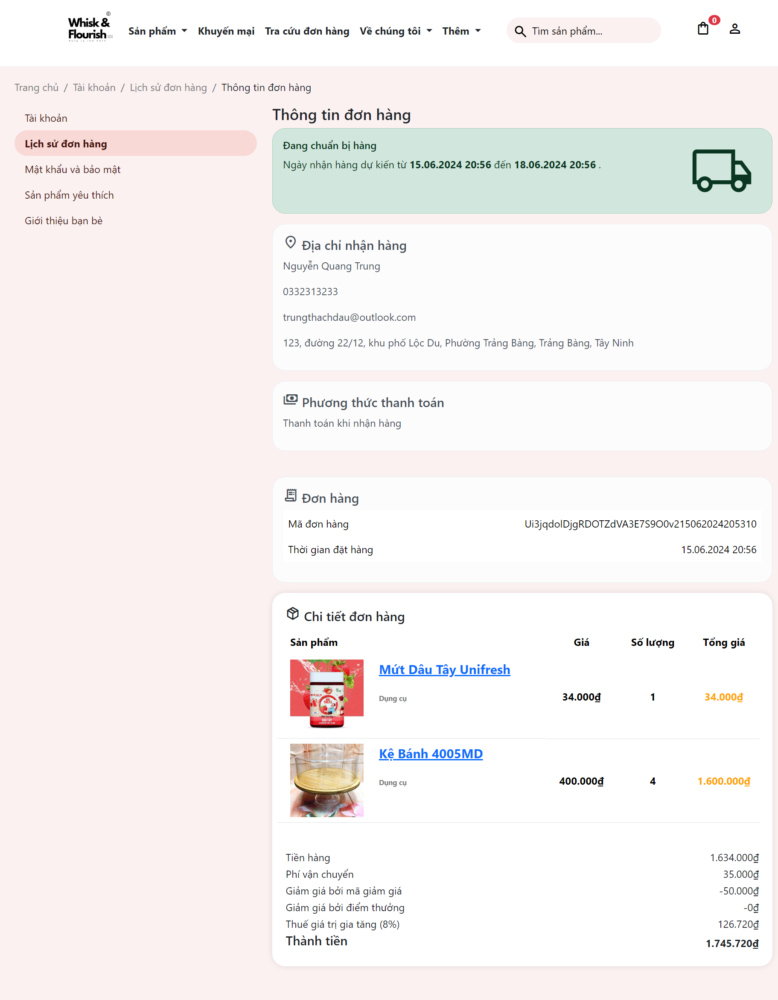 Whisk &
Flourish
®
Dụng cụ làm bánh
Sản phẩm
Khuyến mại
Tra cứu đơn hàng
Về chúng tôi
Thêm
Tìm sản phẩm...
0
Trang chủ / Tài khoản / Lịch sử đơn hàng / Thông tin đơn hàng
Tài khoản
Lịch sử đơn hàng
Mật khẩu và bảo mật
Sản phẩm yêu thích
Giới thiệu bạn bè
Thông tin đơn hàng
Đang chuẩn bị hàng
Ngày nhận hàng dự kiến từ 15.06.2024 20:56 đến 18.06.2024 20:56 .
Địa chỉ nhận hàng
Nguyễn Quang Trung
0332313233
trungthachdau@outlook.com
123, đường 22/12, khu phố Lộc Du, Phường Trảng Bàng, Trảng Bàng, Tây Ninh
Phương thức thanh toán
Thanh toán khi nhận hàng
Đơn hàng
Mã đơn hàng Ui3jqdolDjgRDOTZdVA3E7S9O0v215062024205310
Thời gian đặt hàng 15.06.2024 20:56
Chi tiết đơn hàng
Sản phẩm Giá Số lượng Tổng giá
Mứt Dâu Tây Unifresh
Dụng cụ
34.000₫ 1 34.000₫
DÂU TÂY
Kệ Bánh 4005MD
Dụng cụ
400.000₫ 4 1.600.000₫
Tiền hàng 1.634.000₫
Phí vận chuyển 35.000₫
Giảm giá bởi mã giảm giá -50.000₫
Giảm giá bởi điểm thưởng -0₫
Thuế giá trị gia tăng (8%) 126.720₫
Thành tiền 1.745.720₫